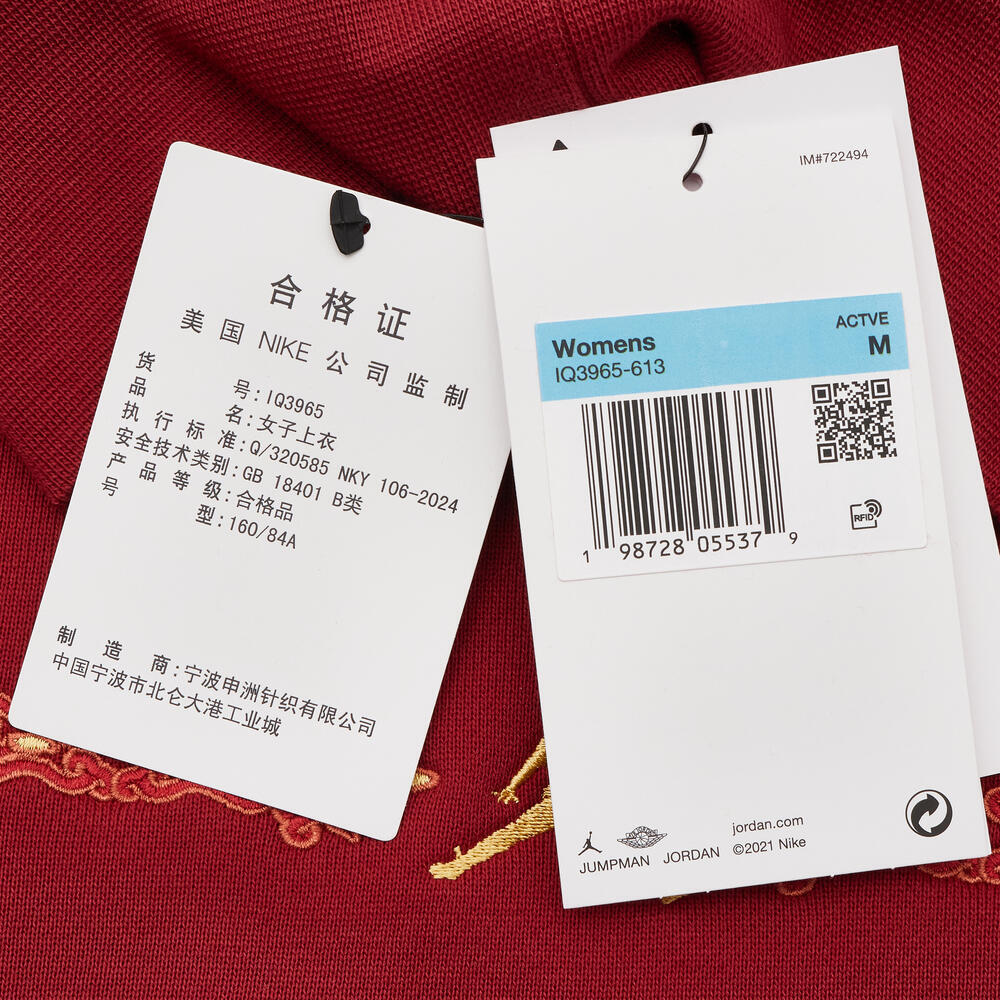 合格证
美国 NIKE 公司监制
货号:IQ3965
品名:女子上衣
执行标准:Q/320585 NKY 106-2024
安全技术类别:GB 18401 B类
产品等级:合格品
号型:160/84A
制造商:宁波申洲针织有限公司
中国宁波市北仑大港工业城
IM#722494
Womens
IQ3965-613
ACTVE
M
1 98728 05537 9
RFID
jordan.com
©2021 Nike
JUMPMAN JORDAN